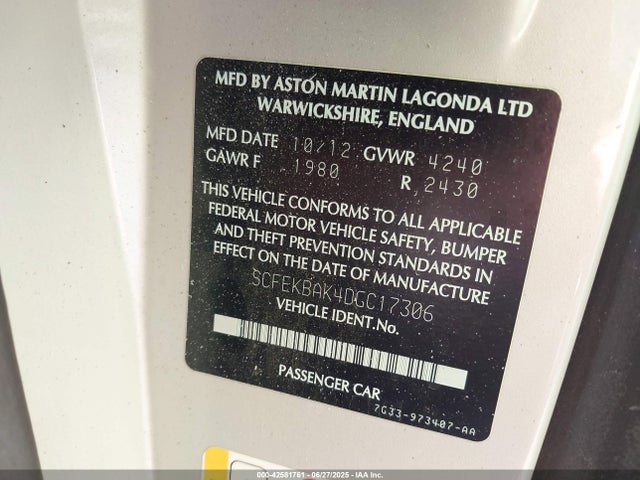 MFD BY ASTON MARTIN LAGONDA LTD
WARWICKSHIRE, ENGLAND
MFD DATE 10/12 GVWR 4240
GAWR F 1980 R 2430
THIS VEHICLE CONFORMS TO ALL APPLICABLE
FEDERAL MOTOR VEHICLE SAFETY, BUMPER
AND THEFT PREVENTION STANDARDS IN
EFFECT ON THE DATE OF MANUFACTURE
SCFEKBAK4DGC17306
VEHICLE IDENT.No.
PASSENGER CAR
7G33-973407-AA
000-42581761 - 06/27/2025 - IAA Inc.